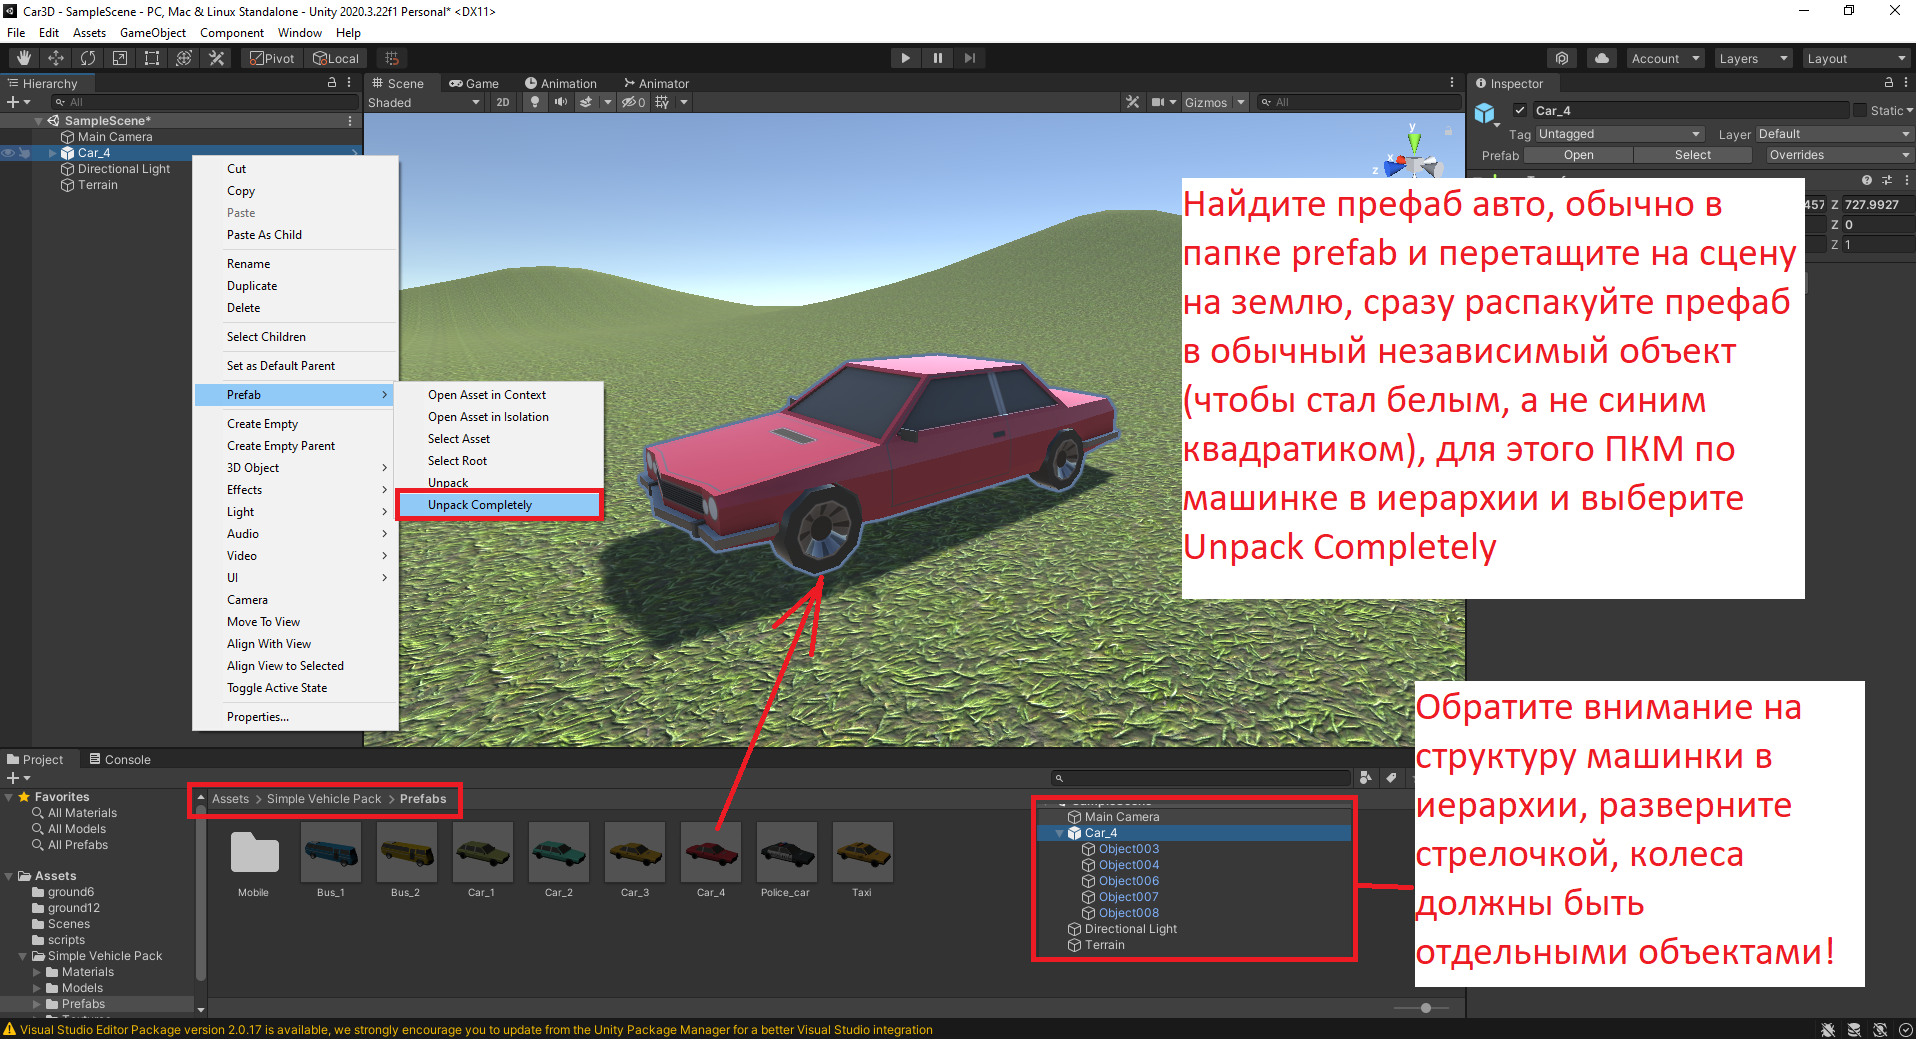 Car3D - SampleScene - PC, Mac & Linux Standalone - Unity 2020.3.22f1 Personal* <DX11>
File Edit Assets GameObject Component Window Help
Pivot Local Account Layers Layout
Hierarchy
All
SampleScene*
Main Camera
Car_4
Directional Light
Terrain
Cut
Copy
Paste
Paste As Child
Rename
Duplicate
Delete
Select Children
Set as Default Parent
Prefab
Create Empty
Create Empty Parent
3D Object
Effects
Light
Audio
Video
UI
Camera
Move To View
Align With View
Align View to Selected
Toggle Active State
Properties...
Open Asset in Context
Open Asset in Isolation
Select Asset
Select Root
Unpack
Unpack Completely
Scene Game Animation Animator
Shaded 2D 0 Gizmos All
y
x
z
Inspector
Car_4 Static
Tag Untagged Layer Default
Prefab Open Select Overrides
457 Z 727.9927
Z 0
Z 1
Найдите префаб авто, обычно в
папке prefab и перетащите на сцену
на землю, сразу распакуйте префаб
в обычный независимый объект
(чтобы стал белым, а не синим
квадратиком), для этого ПКМ по
машинке в иерархии и выберите
Unpack Completely
Обратите внимание на
структуру машинки в
иерархии, разверните
стрелочкой, колеса
должны быть
отдельными объектами!
Project Console
Favorites
All Materials
All Models
All Prefabs
Assets
ground6
ground12
Scenes
scripts
Simple Vehicle Pack
Materials
Models
Prefabs
Assets > Simple Vehicle Pack > Prefabs
Mobile Bus_1 Bus_2 Car_1 Car_2 Car_3 Car_4 Police_car Taxi
Main Camera
Car_4
Object003
Object004
Object006
Object007
Object008
Directional Light
Terrain
Visual Studio Editor Package version 2.0.17 is available, we strongly encourage you to update from the Unity Package Manager for a better Visual Studio integration